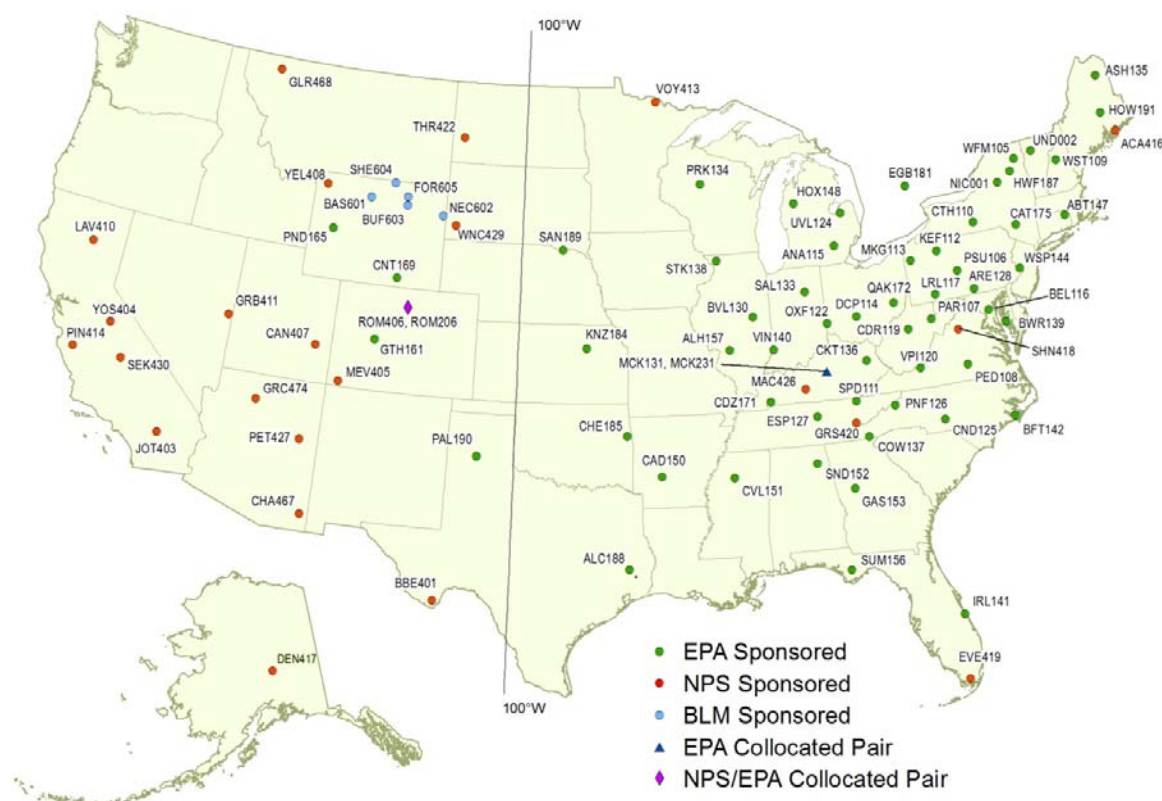 100°W
GLR468
VOY413
ASH135
HOW191
ACA416
THR422
UND002
WFM105
WST109
SHE604
YEL408
FOR605
PRK134
EGB181
NIC001
HWF187
BAS601
BUF603
NEC602
HOX148
UVL124
CTH110
CAT175
ABT147
LAV410
PND165
WNC429
SAN189
ANA115
MKG113
KEF112
PSU106
WSP144
STK138
CNT169
SAL133
QAK172
LRL117
ARE128
BEL116
YOS404
GRB411
BVL130
OXF122
DCP114
PAR107
BWR139
PIN414
CAN407
ROM406, ROM206
KNZ184
ALH157
VIN140
CDR119
SHN418
SEK430
GTH161
MCK131, MCK231
CKT136
VPI120
PED108
MEV405
MAC426
GRC474
CDZ171
SPD111
PNF126
JOT403
PET427
PAL190
CHE185
ESP127
GRS420
CND125
BFT142
COW137
CAD150
CVL151
SND152
GAS153
CHA467
ALC188
SUM156
BBE401
IRL141
DEN417
EVE419
100°W
EPA Sponsored
NPS Sponsored
BLM Sponsored
EPA Collocated Pair
NPS/EPA Collocated Pair